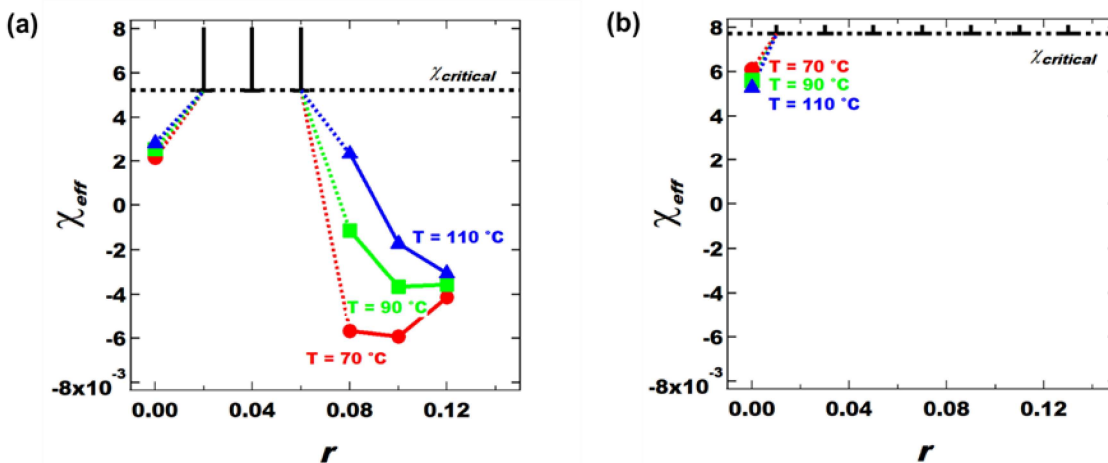 (a)
8
6
4
2
0
-2
-4
-6
-8x10 -3
χeff
χcritical
T = 110 °C
T = 90 °C
T = 70 °C
0.00 0.04 0.08 0.12
r
(b)
8
6
4
2
0
-2
-4
-6
-8x10 -3
χeff
χcritical
T = 70 °C
T = 90 °C
T = 110 °C
0.00 0.04 0.08 0.12
r